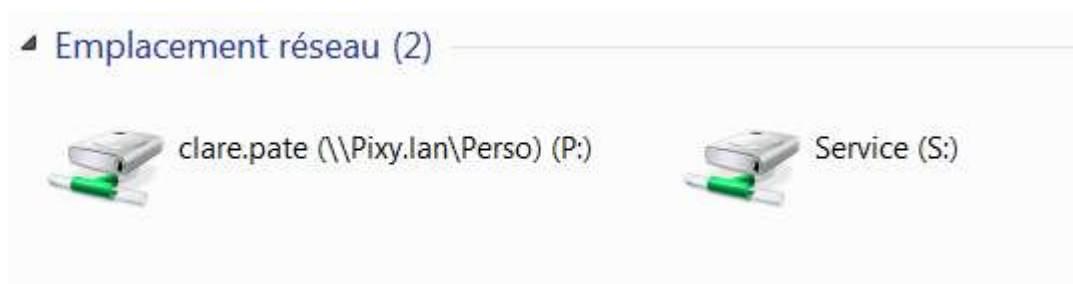 Emplacement réseau (2)
clare.pate (\\Pixy.lan\Perso) (P:)
Service (S:)